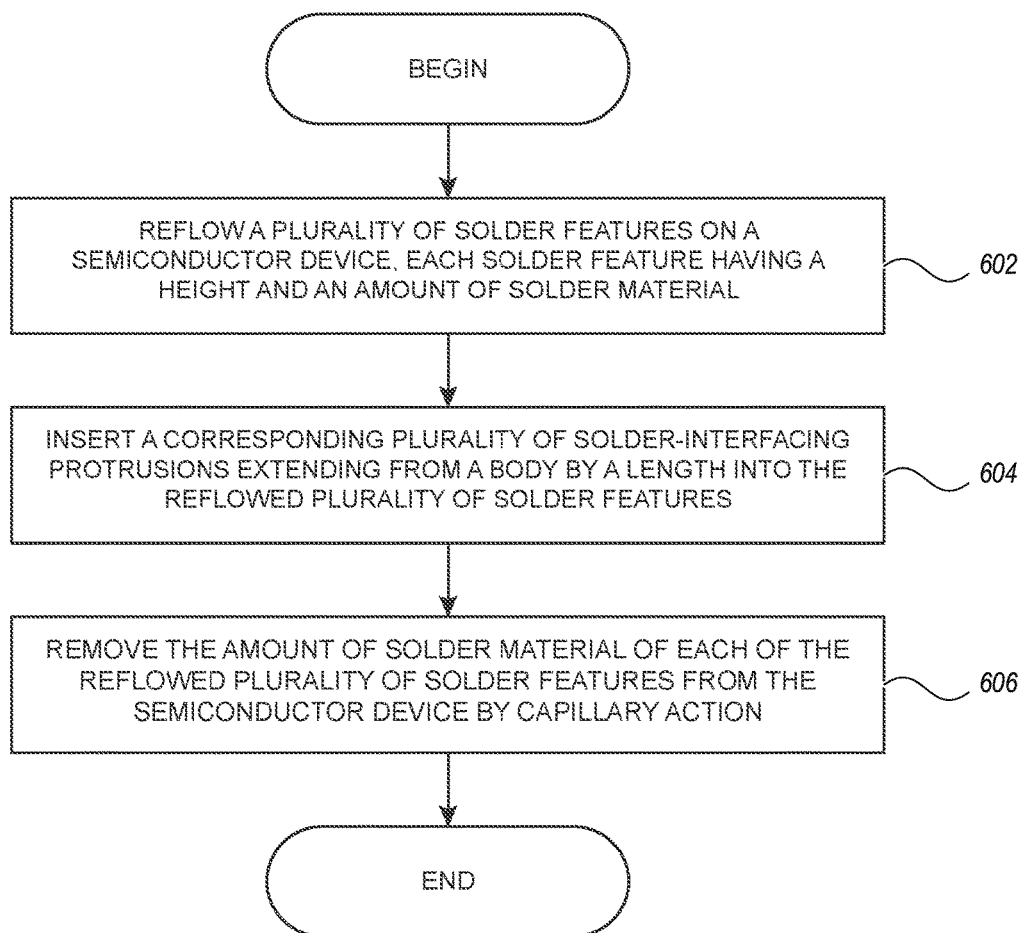 BEGIN
REFLOW A PLURALITY OF SOLDER FEATURES ON A
SEMICONDUCTOR DEVICE, EACH SOLDER FEATURE HAVING A
HEIGHT AND AN AMOUNT OF SOLDER MATERIAL
602
INSERT A CORRESPONDING PLURALITY OF SOLDER-INTERFACING
PROTRUSIONS EXTENDING FROM A BODY BY A LENGTH INTO THE
REFLOWED PLURALITY OF SOLDER FEATURES
604
REMOVE THE AMOUNT OF SOLDER MATERIAL OF EACH OF THE
REFLOWED PLURALITY OF SOLDER FEATURES FROM THE
SEMICONDUCTOR DEVICE BY CAPILLARY ACTION
606
END